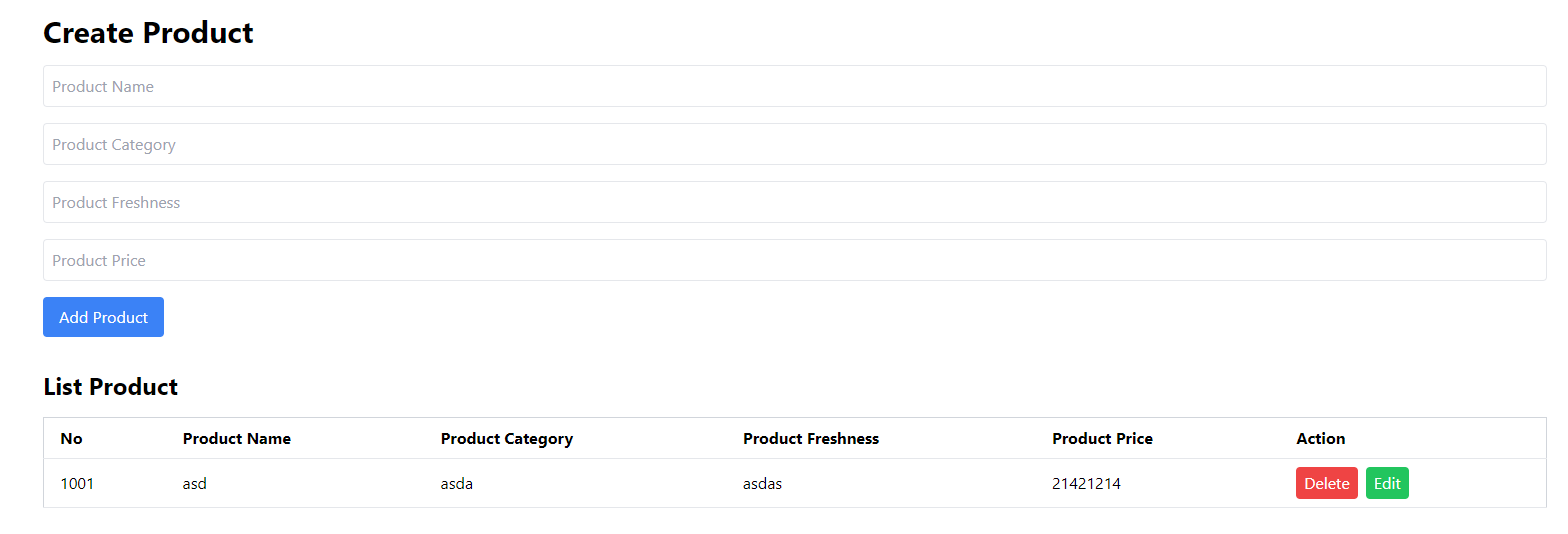 Create Product
Product Name
Product Category
Product Freshness
Product Price
Add Product
List Product
No Product Name Product Category Product Freshness Product Price Action
1001 asd asda asdas 21421214 Delete Edit